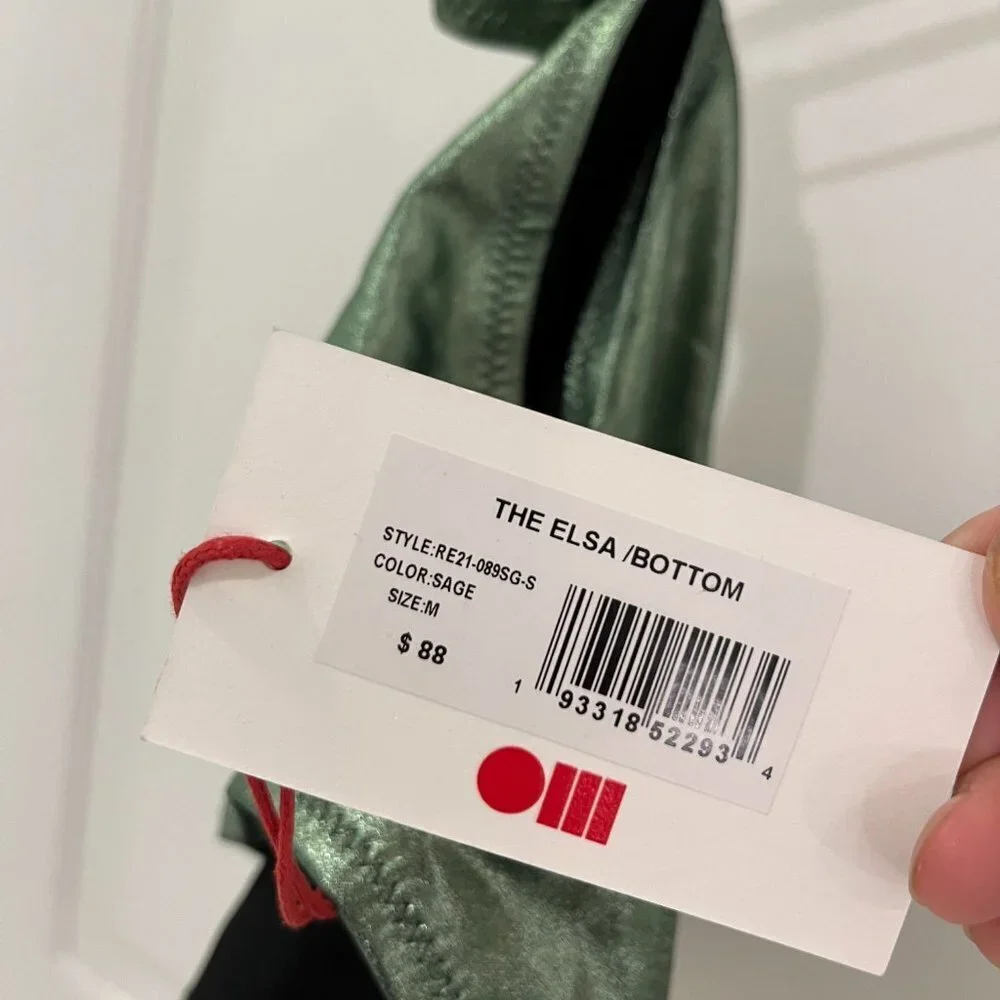 THE ELSA /BOTTOM
STYLE:RE21-089SG-S
COLOR:SAGE
SIZE:M
$ 88
1 93318 52293 4